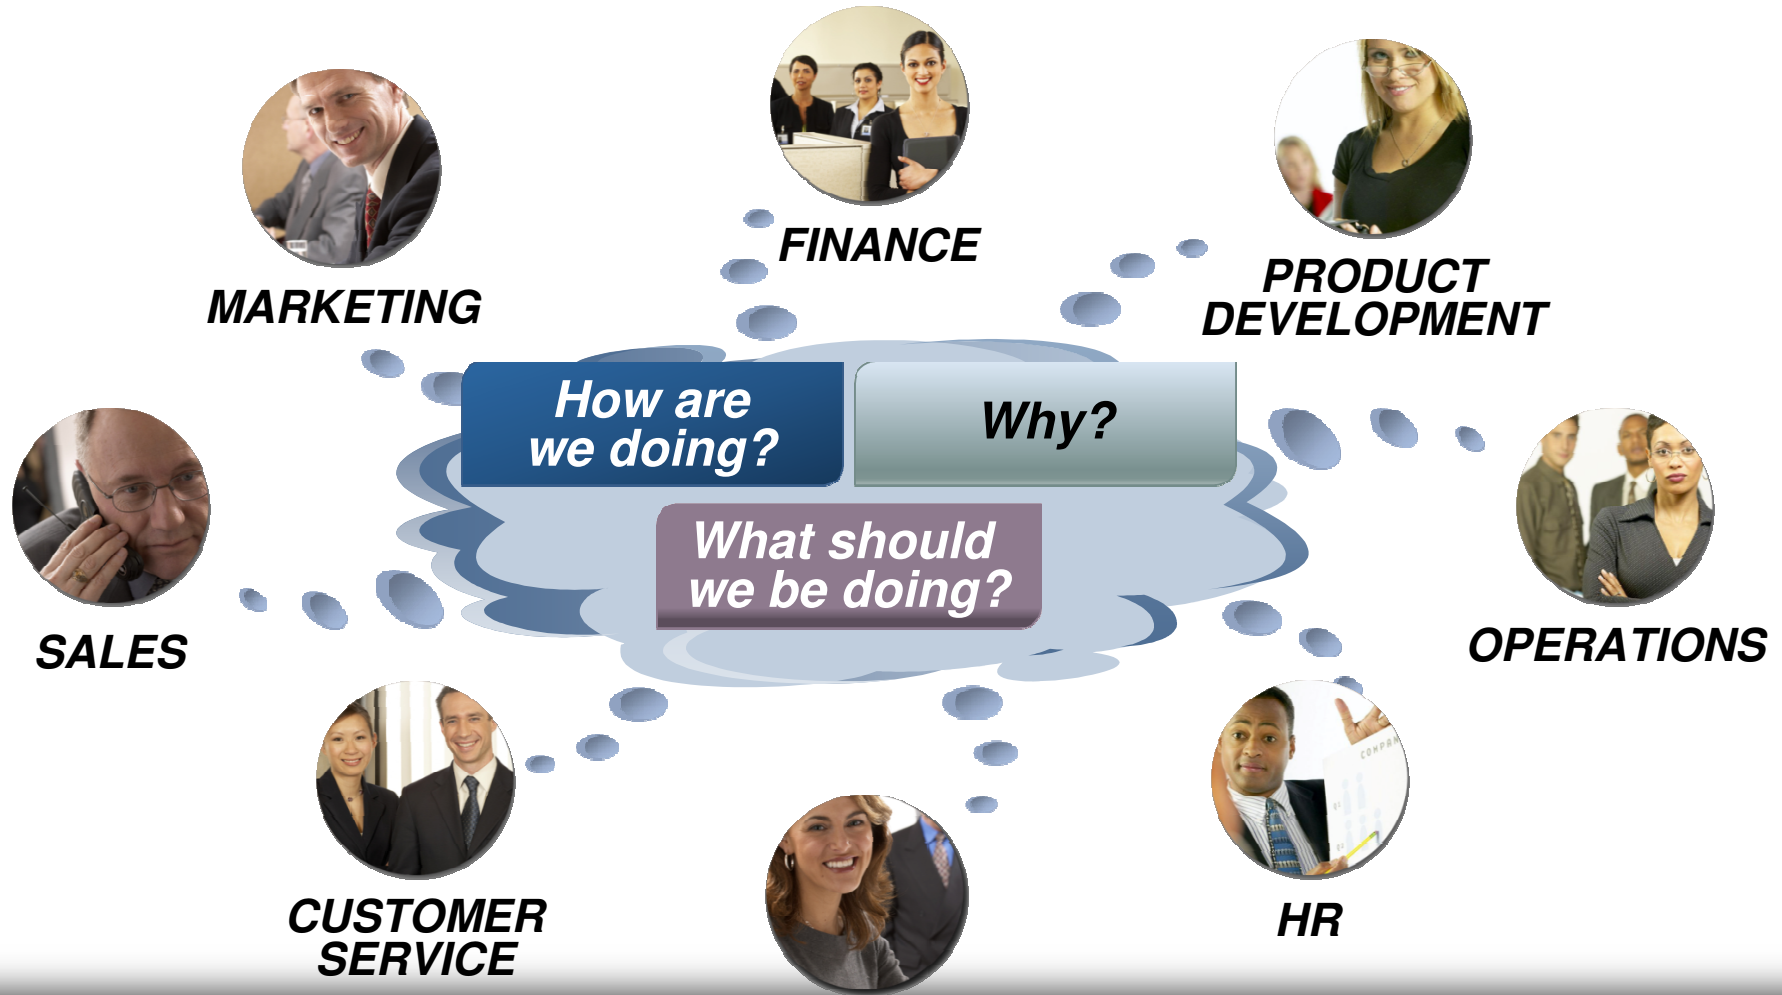 FINANCE
PRODUCT
DEVELOPMENT
MARKETING
How are
we doing?
Why?
What should
we be doing?
SALES
OPERATIONS
CUSTOMER
SERVICE
HR